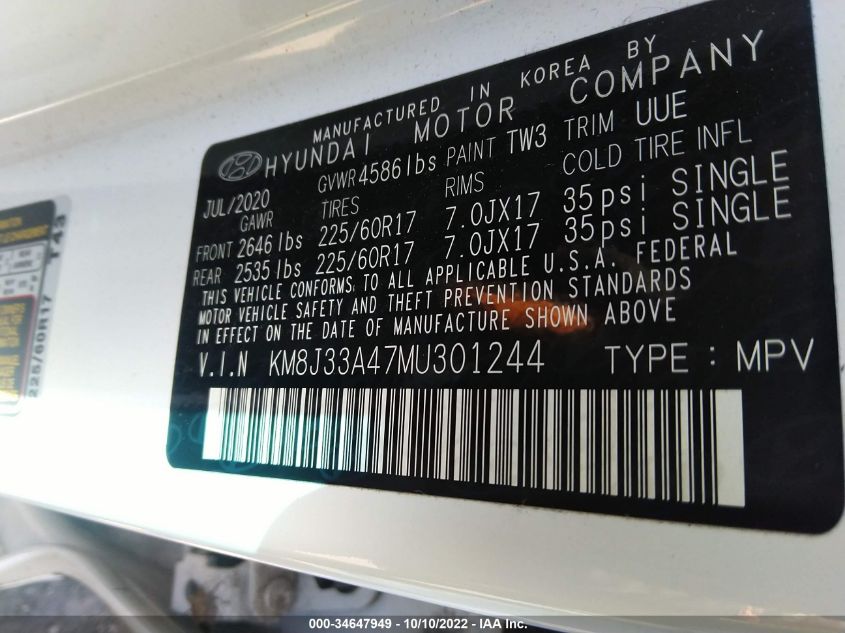 MANUFACTURED IN KOREA BY
HYUNDAI MOTOR COMPANY
JUL/2020 GVWR 4586 lbs PAINT TW3 TRIM UUE
GAWR TIRES RIMS COLD TIRE INFL
FRONT 2646 lbs 225/60R17 7.0JX17 35psi SINGLE
REAR 2535 lbs 225/60R17 7.0JX17 35psi SINGLE
THIS VEHICLE CONFORMS TO ALL APPLICABLE U.S.A. FEDERAL
MOTOR VEHICLE SAFETY AND THEFT PREVENTION STANDARDS
IN EFFECT ON THE DATE OF MANUFACTURE SHOWN ABOVE
V.I.N KM8J33A47MU301244 TYPE : MPV
T43
225/60R17
000-34647949 - 10/10/2022 - IAA Inc.